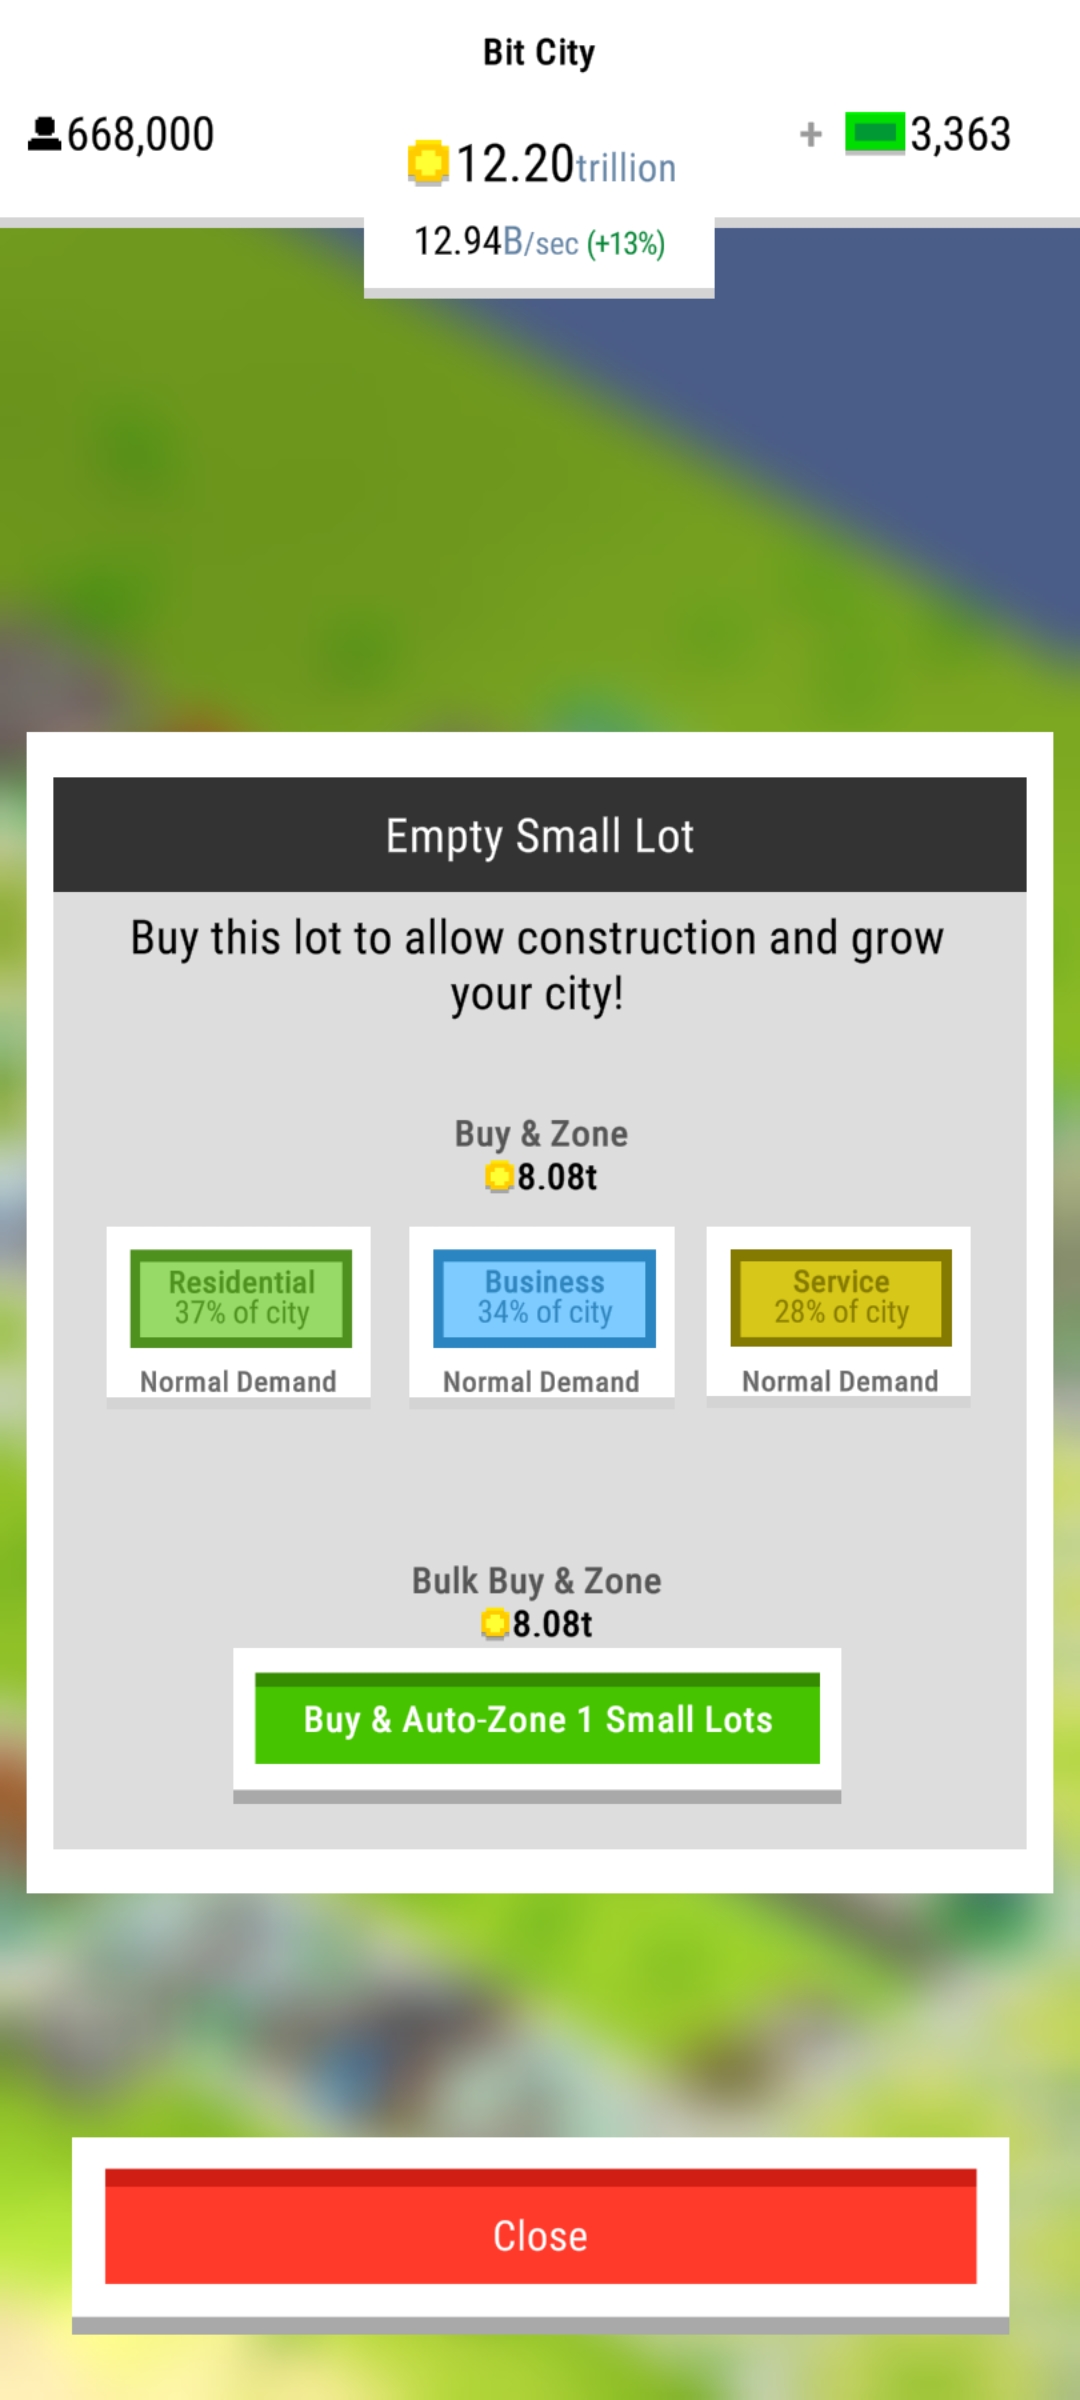 Bit City
668,000
12.20trillion
+ 3,363
12.94B/sec (+13%)
Empty Small Lot
Buy this lot to allow construction and grow
your city!
Buy & Zone
8.08t
Residential
37% of city
Normal Demand
Business
34% of city
Normal Demand
Service
28% of city
Normal Demand
Bulk Buy & Zone
8.08t
Buy & Auto-Zone 1 Small Lots
Close